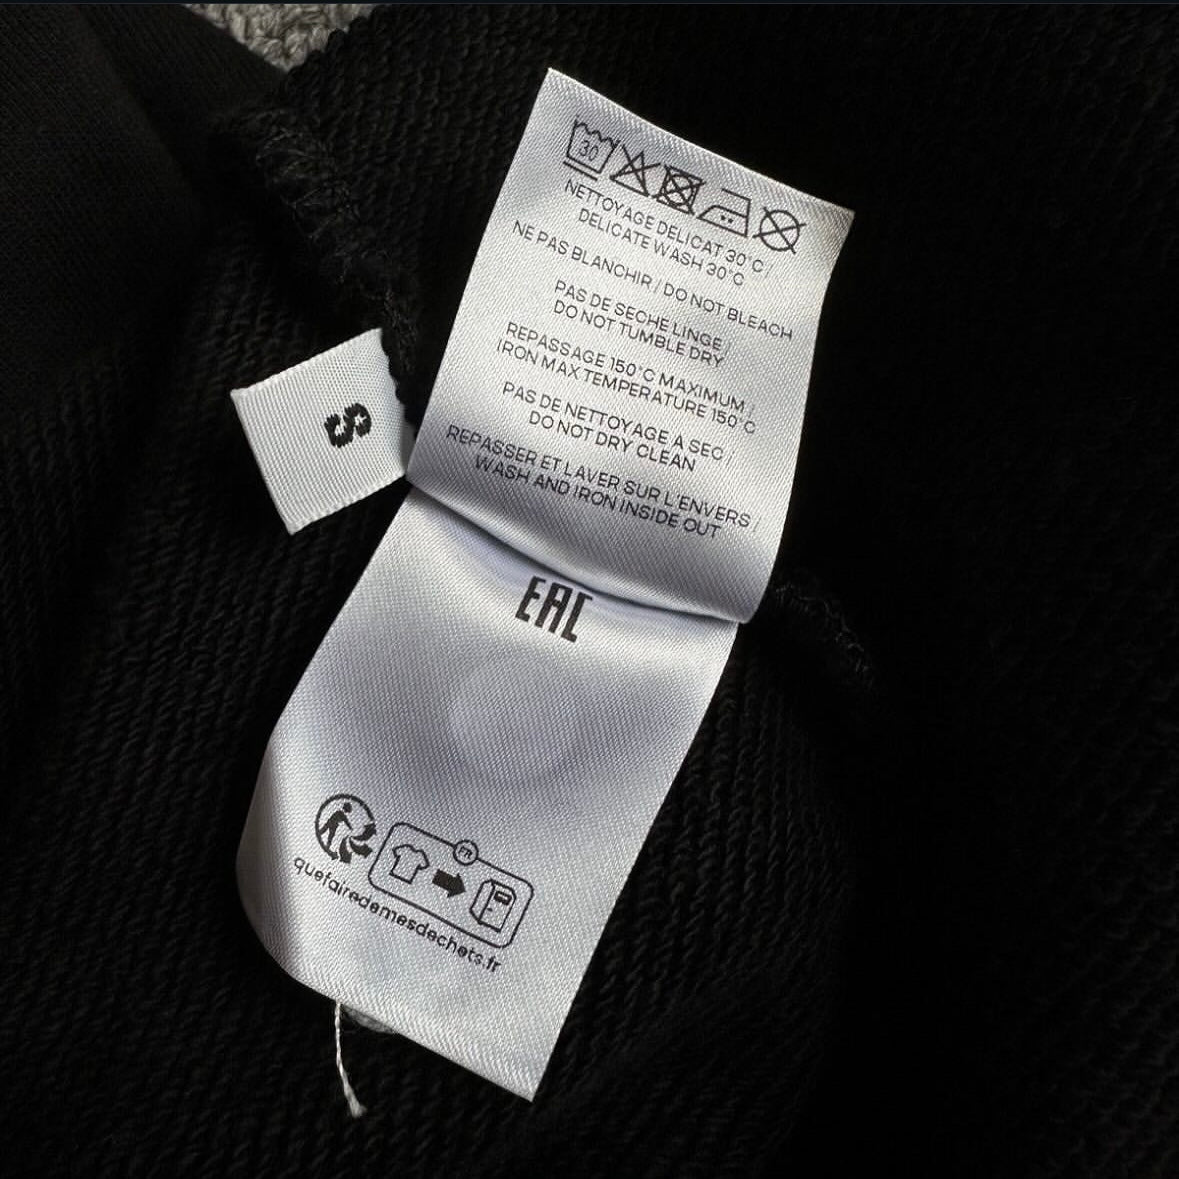 30
NETTOYAGE DELICAT 30°C /
DELICATE WASH 30°C
NE PAS BLANCHIR / DO NOT BLEACH
PAS DE SECHE LINGE /
DO NOT TUMBLE DRY
REPASSAGE 150°C MAXIMUM /
IRON MAX TEMPERATURE 150°C
PAS DE NETTOYAGE A SEC /
DO NOT DRY CLEAN
REPASSER ET LAVER SUR L'ENVERS /
WASH AND IRON INSIDE OUT
S
EAC
FR
quefairedemesdechets.fr